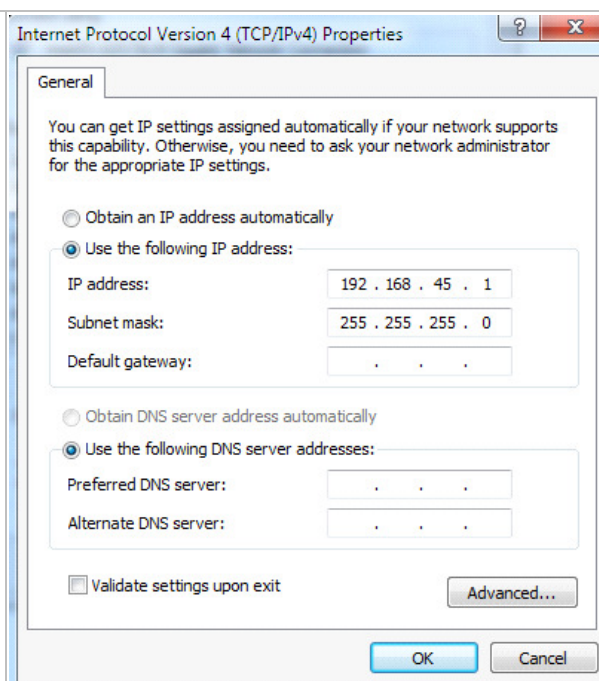 Internet Protocol Version 4 (TCP/IPv4) Properties
General
You can get IP settings assigned automatically if your network supports
this capability. Otherwise, you need to ask your network administrator
for the appropriate IP settings.
Obtain an IP address automatically
Use the following IP address:
IP address: 192 . 168 . 45 . 1
Subnet mask: 255 . 255 . 255 . 0
Default gateway: . . .
Obtain DNS server address automatically
Use the following DNS server addresses:
Preferred DNS server: . . .
Alternate DNS server: . . .
Validate settings upon exit
Advanced...
OK Cancel